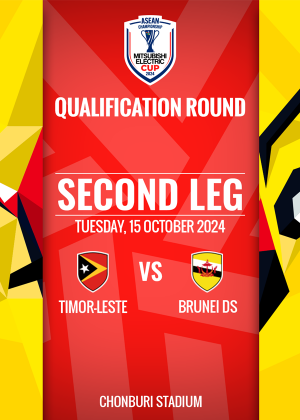 ASEAN
CHAMPIONSHIP
MITSUBISHI
ELECTRIC
CUP
2024
QUALIFICATION ROUND
SECOND LEG
TUESDAY, 15 OCTOBER 2024
VS
TIMOR-LESTE
BRUNEI DS
CHONBURI STADIUM